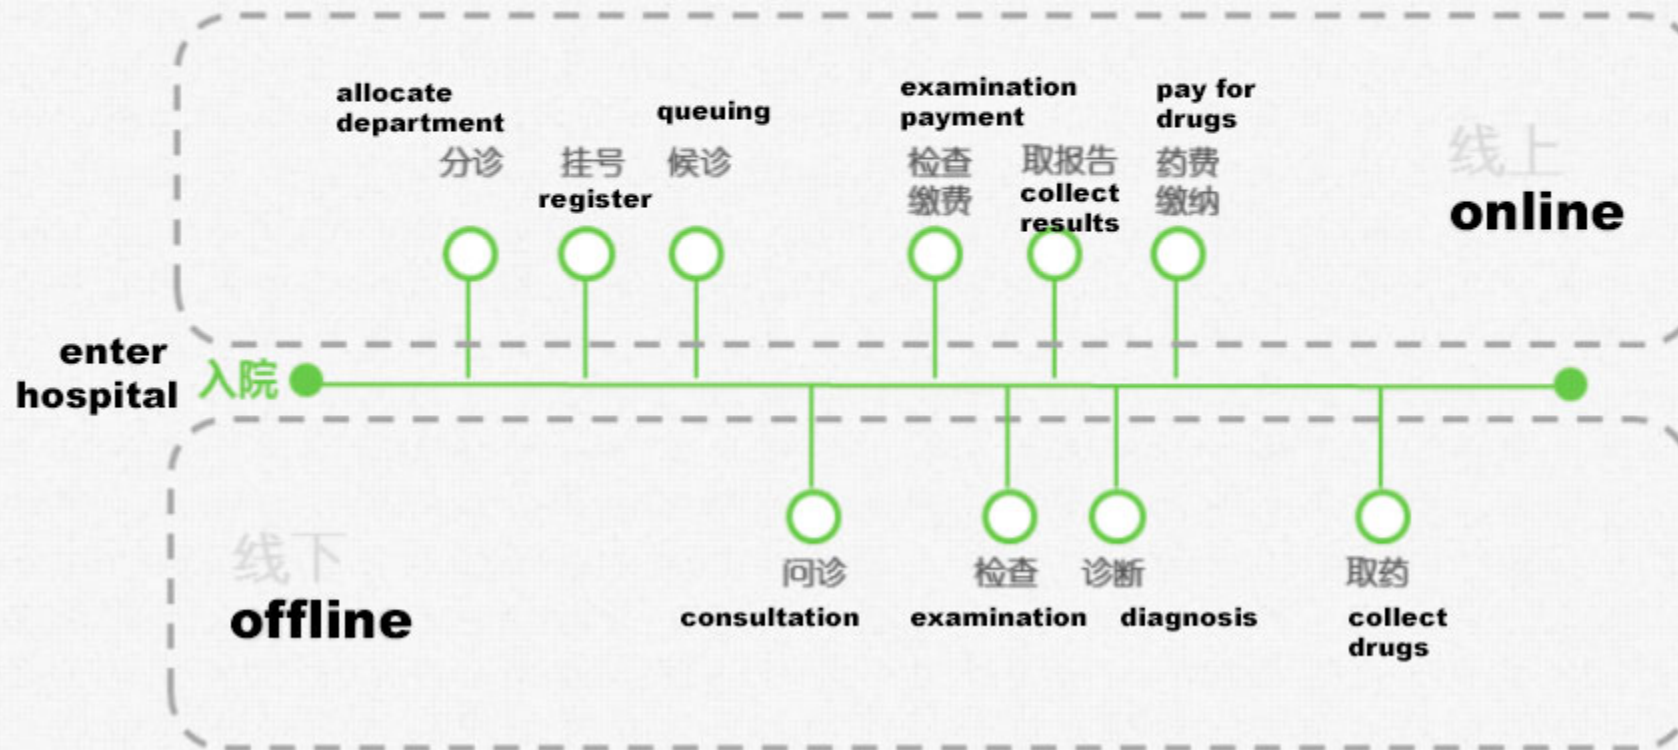 allocate
department
分诊
挂号
register
queuing
候诊
examination
payment
检查
缴费
取报告
collect
results
pay for
drugs
药费
缴纳
线上
online
enter
hospital
入院
线下
offline
问诊
consultation
检查
examination
诊断
diagnosis
取药
collect
drugs